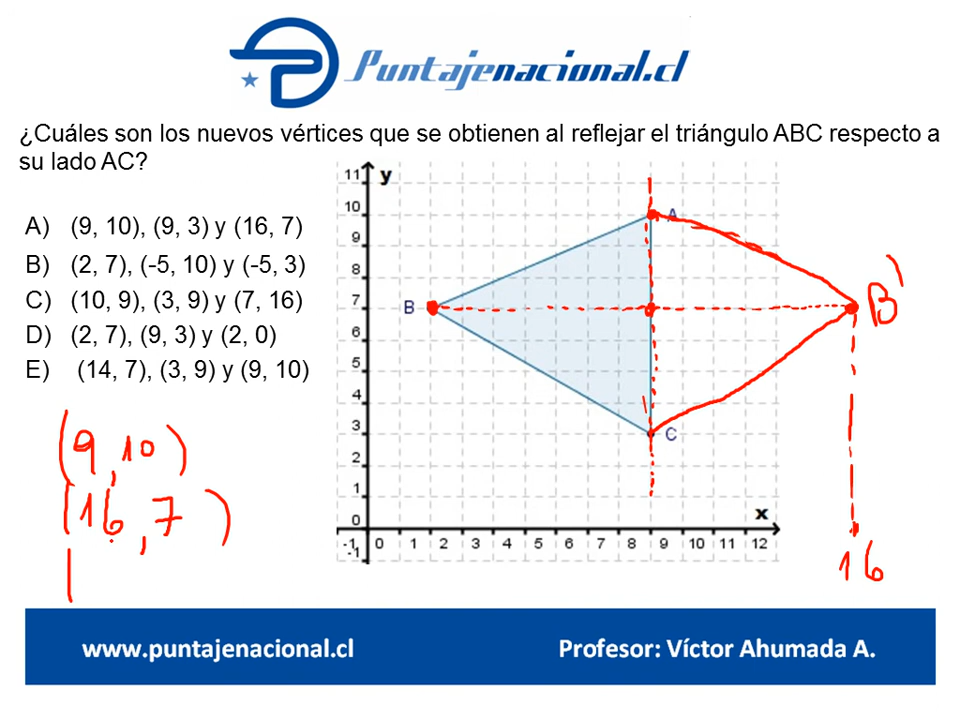 Puntajenacional.cl
¿Cuáles son los nuevos vértices que se obtienen al reflejar el triángulo ABC respecto a
su lado AC?
A) (9, 10), (9, 3) y (16, 7)
B) (2, 7), (-5, 10) y (-5, 3)
C) (10, 9), (3, 9) y (7, 16)
D) (2, 7), (9, 3) y (2, 0)
E) (14, 7), (3, 9) y (9, 10)
y
11
10
9
8
7
6
5
4
3
2
1
0
-1
A
B
B'
C
x
-1 0 1 2 3 4 5 6 7 8 9 10 11 12
16
(9,10)
(16,7)
(
www.puntajenacional.cl
Profesor: Víctor Ahumada A.